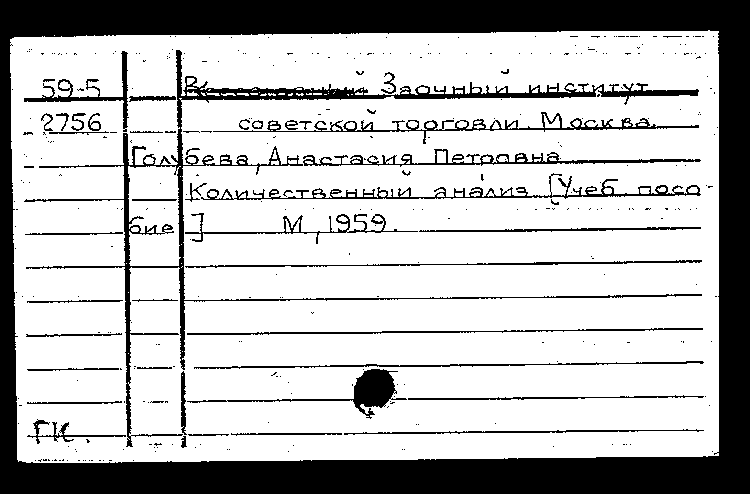 59-5 Заочный институт
2756 советской торговли. Москва.
Голубева, Анастасия Петровна
Количественный анализ. [Учеб. посо-
бие] М., 1959.
ГК.